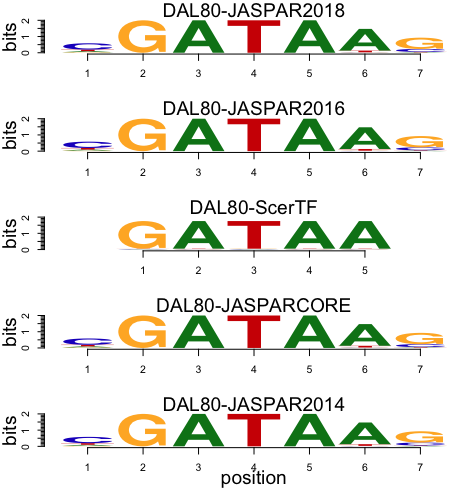 DAL80-JASPAR2018
bits
0 1 2
C G A T A A G
1 2 3 4 5 6 7
DAL80-JASPAR2016
bits
0 1 2
C G A T A A G
1 2 3 4 5 6 7
DAL80-ScerTF
bits
0 1 2
G A T A A
1 2 3 4 5
DAL80-JASPARCORE
bits
0 1 2
C G A T A A G
1 2 3 4 5 6 7
DAL80-JASPAR2014
bits
0 1 2
C G A T A A G
1 2 3 4 5 6 7
position